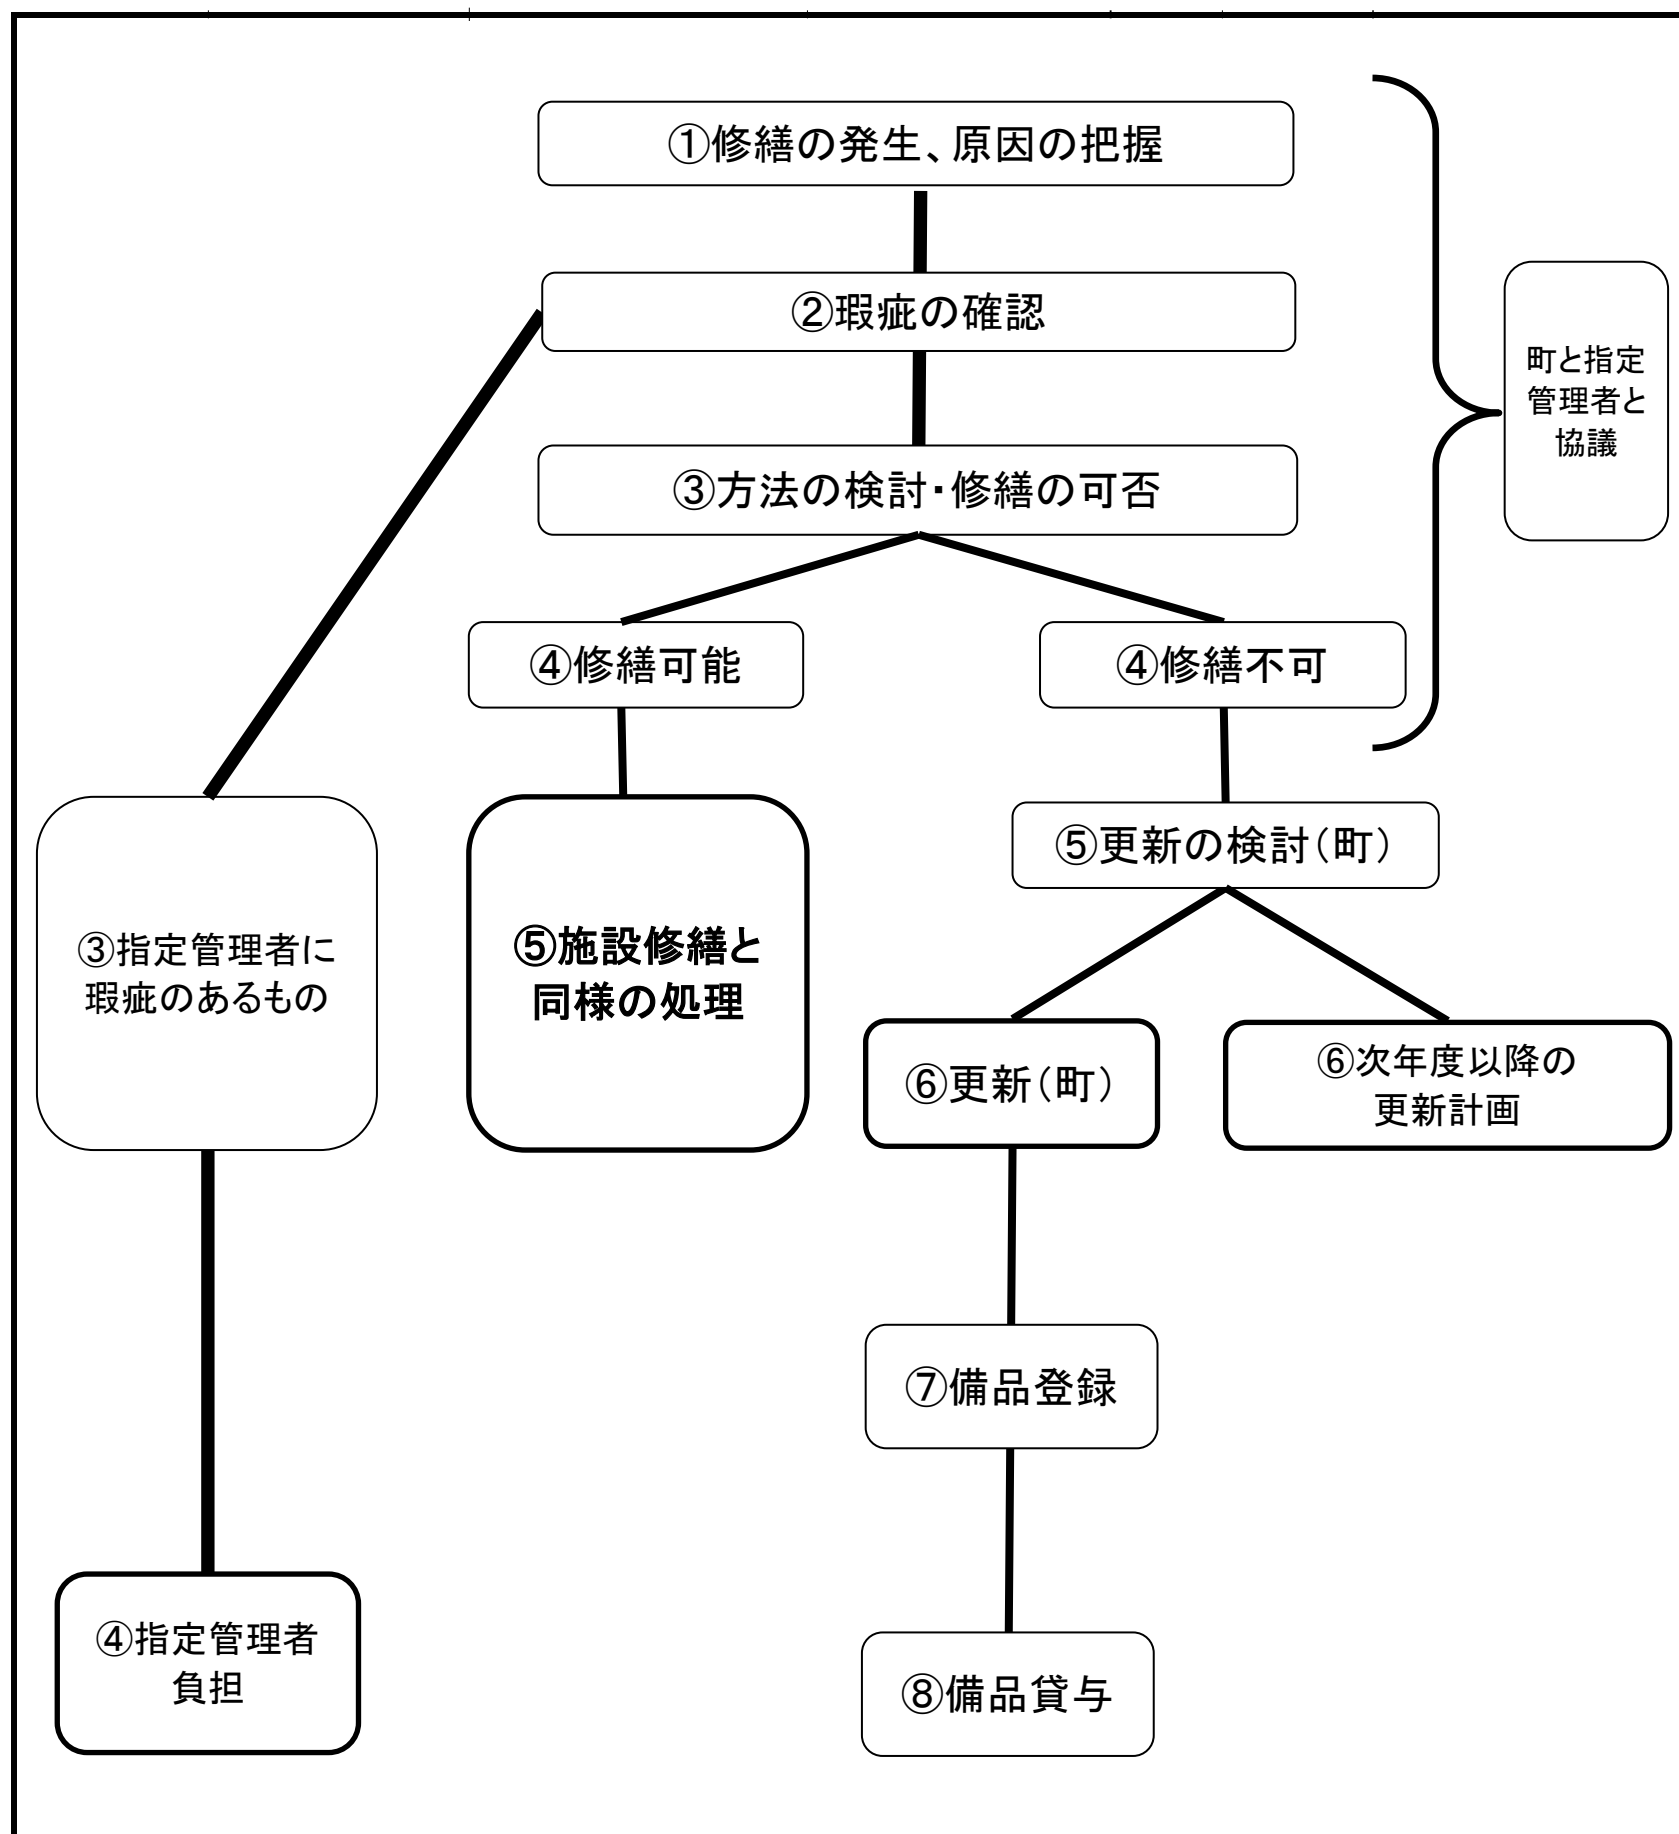 ①修繕の発生、原因の把握
②瑕疵の確認
町と指定
管理者と
協議
③方法の検討・修繕の可否
④修繕可能
④修繕不可
⑤更新の検討（町）
③指定管理者に
瑕疵のあるもの
⑤施設修繕と
同様の処理
⑥更新（町）
⑥次年度以降の
更新計画
⑦備品登録
④指定管理者
負担
⑧備品貸与